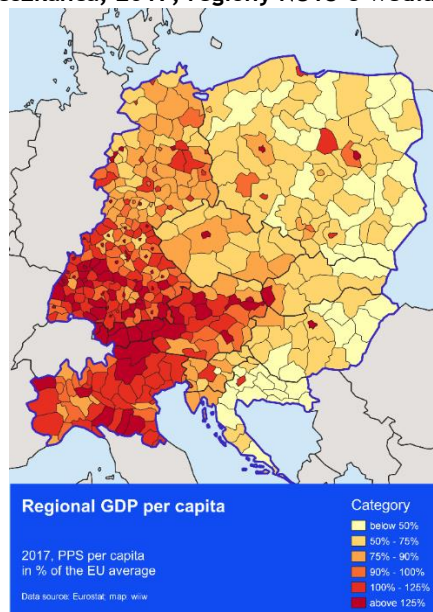 Regional GDP per capita
2017, PPS per capita
in % of the EU average
Data source: Eurostat; map: wiiw
Category
below 50%
50% - 75%
75% - 90%
90% - 100%
100% - 125%
above 125%